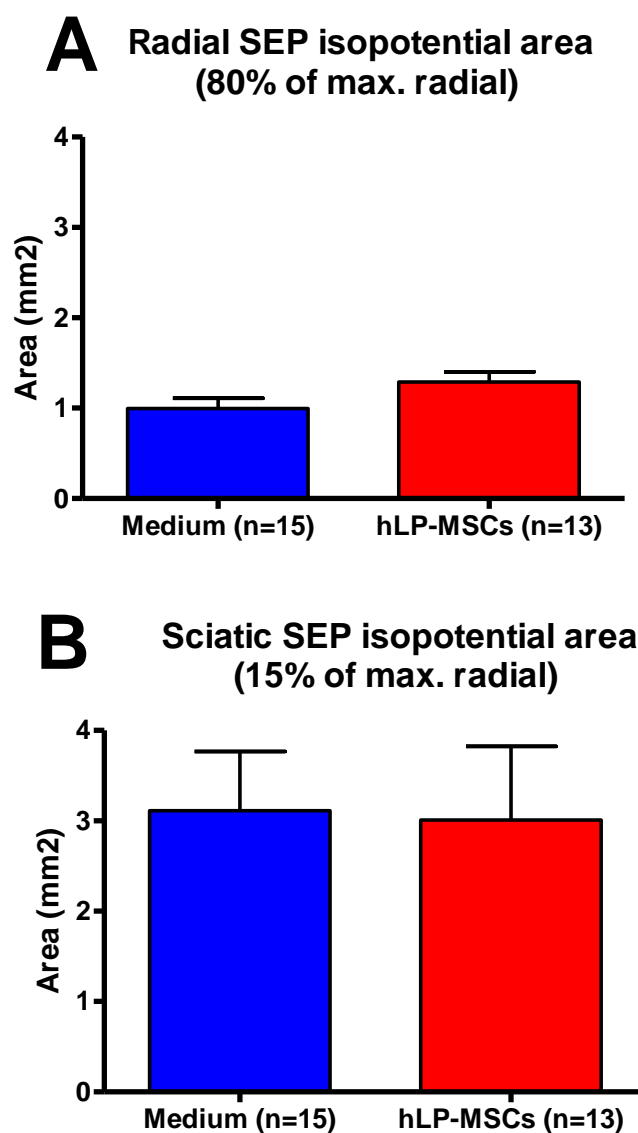 A Radial SEP isopotential area
(80% of max. radial)
4
3
2
1
0
Area (mm2)
Medium (n=15) hLP-MSCs (n=13)
B Sciatic SEP isopotential area
(15% of max. radial)
4
3
2
1
0
Area (mm2)
Medium (n=15) hLP-MSCs (n=13)